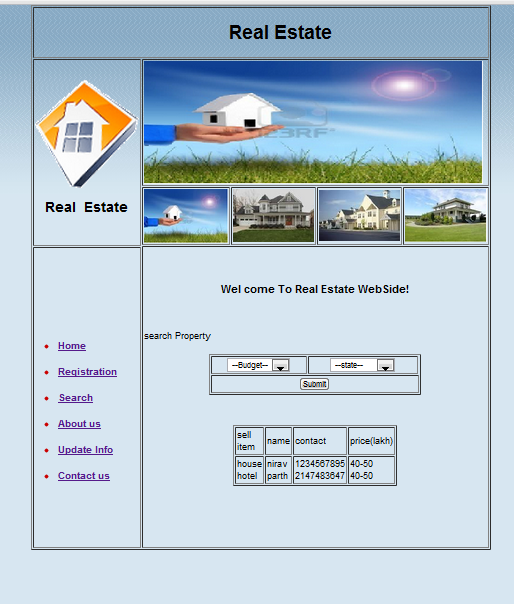 Real Estate
Real Estate
Wel come To Real Estate WebSide!
search Property
--Budget--
--state--
Submit
Home
Registration
Search
About us
Update Info
Contact us
sell item name contact price(lakh)
house nirav 1234567895 40-50
hotel parth 2147483647 40-50